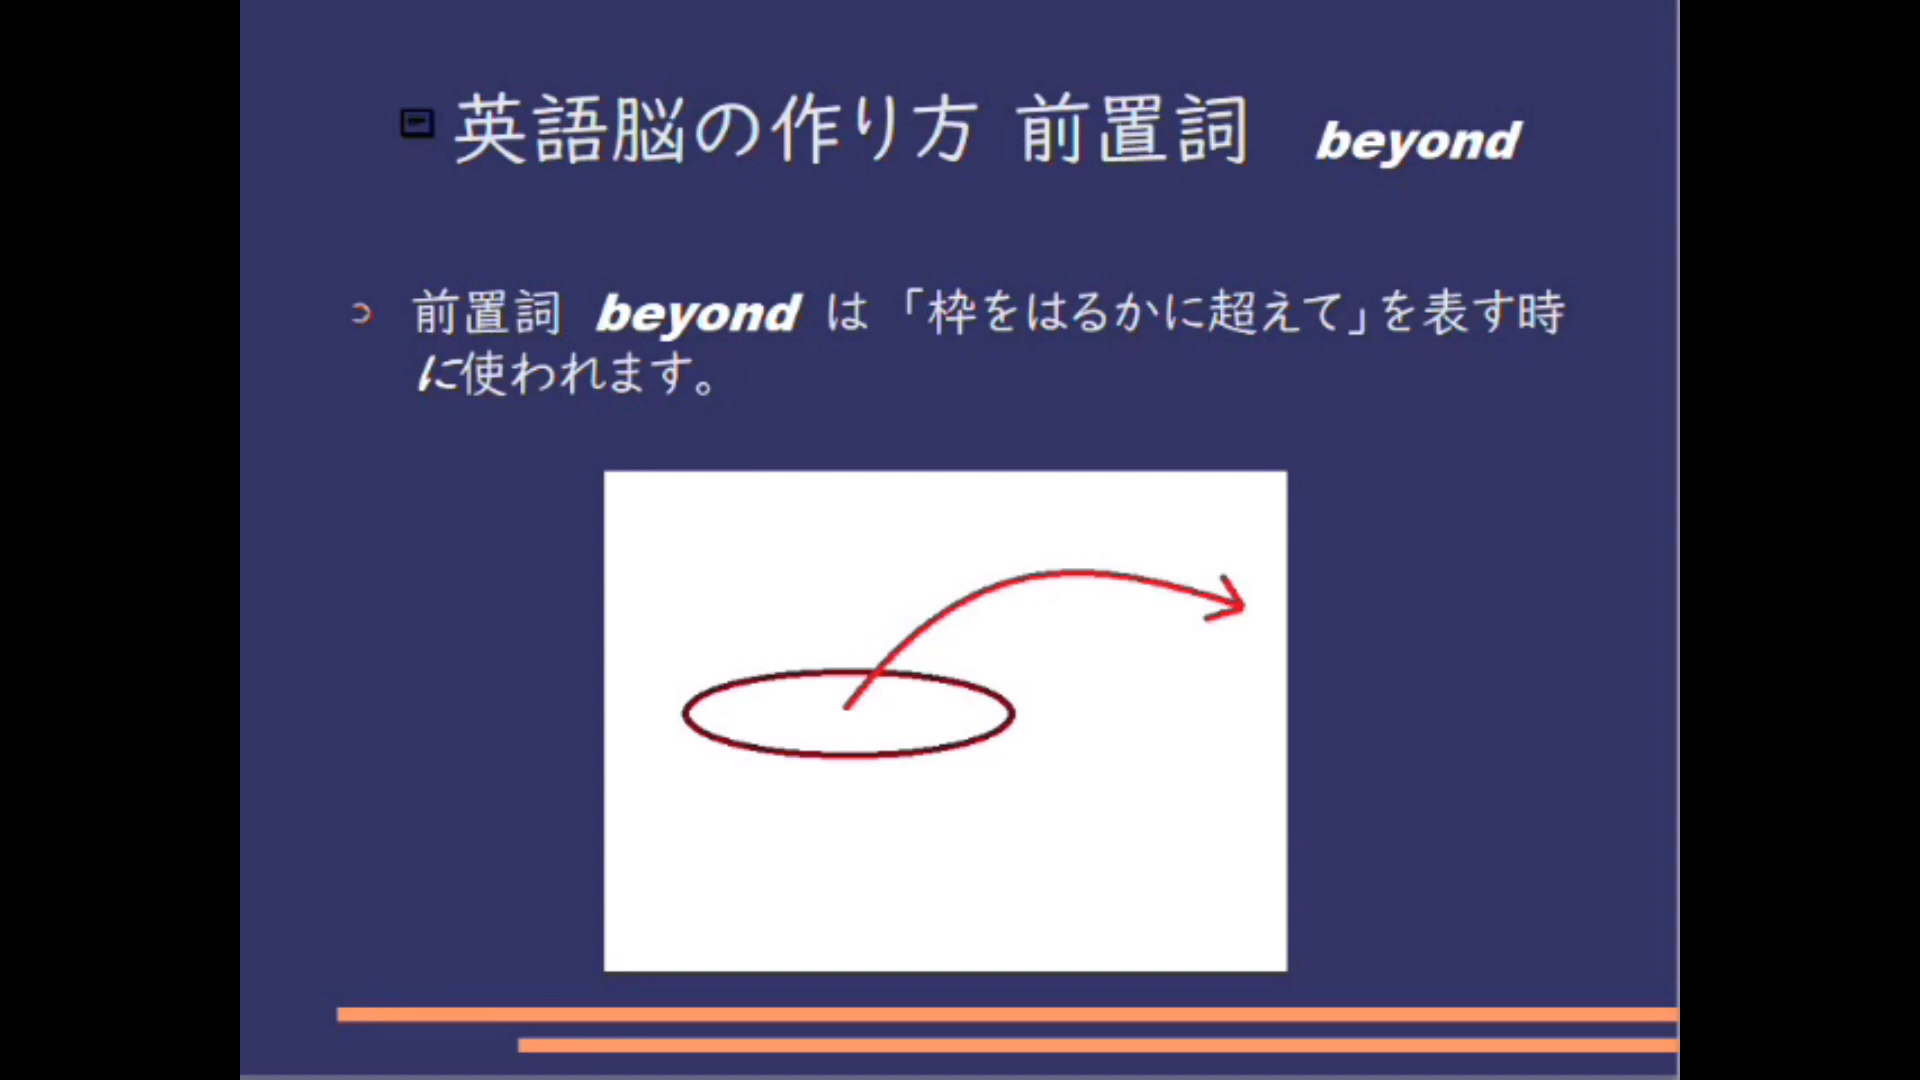 英語脳の作り方 前置詞 beyond
前置詞 beyond は 「枠をはるかに超えて」を表す時
に使われます。